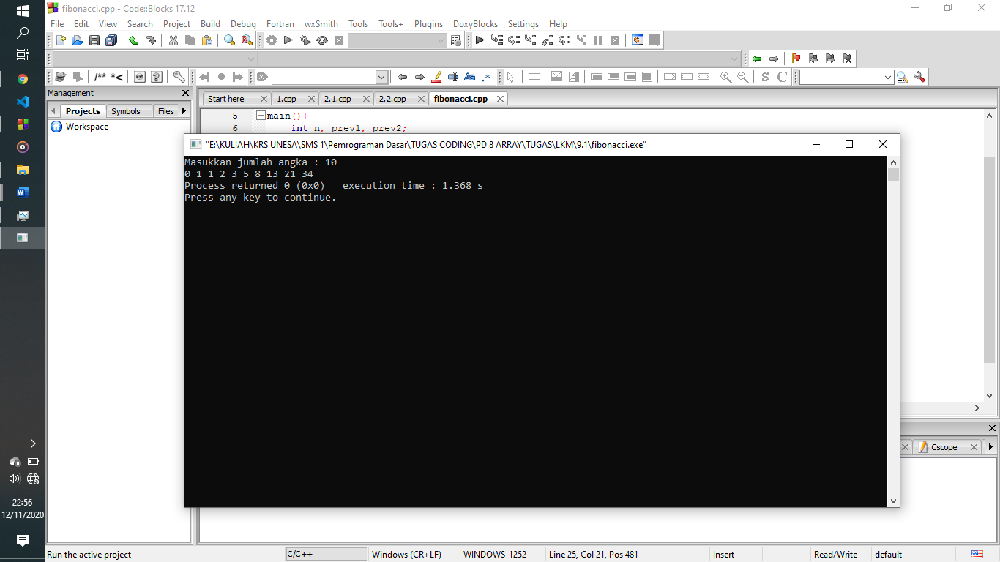 fibonacci.cpp - Code::Blocks 17.12
File Edit View Search Project Build Debug Fortran wxSmith Tools Tools+ Plugins DoxyBlocks Settings Help
/** *<
Aa .*
S C
Management
Projects Symbols Files
Workspace
Start here 1.cpp 2.1.cpp 2.2.cpp fibonacci.cpp
5 main(){
6 int n, prev1, prev2;
"E:\KULIAH\KRS UNESA\SMS 1\Pemrograman Dasar\TUGAS CODING\PD 8 ARRAY\TUGAS\LKM\9.1\fibonacci.exe"
Masukkan jumlah angka : 10
0 1 1 2 3 5 8 13 21 34
Process returned 0 (0x0)   execution time : 1.368 s
Press any key to continue.
Cscope
22:56
12/11/2020
Run the active project C/C++ Windows (CR+LF) WINDOWS-1252 Line 25, Col 21, Pos 481 Insert Read/Write default